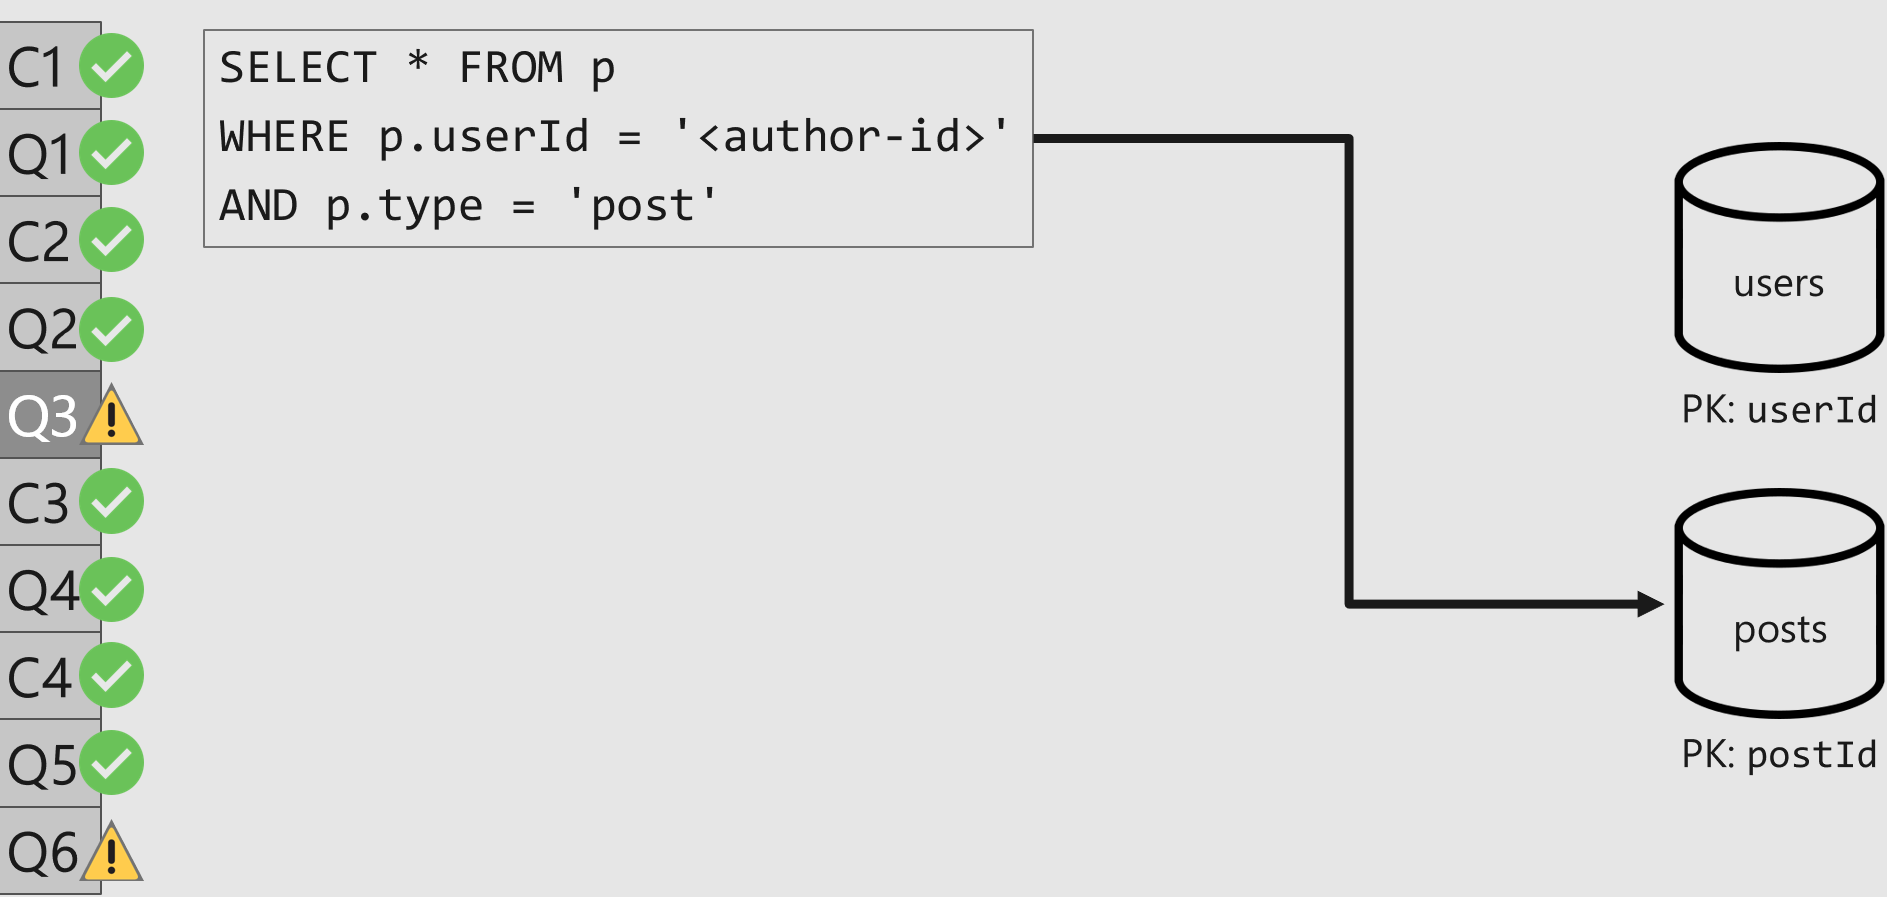 C1
Q1
C2
Q2
Q3
C3
Q4
C4
Q5
Q6
SELECT * FROM p
WHERE p.userId = '<author-id>'
AND p.type = 'post'
users
PK: userId
posts
PK: postId